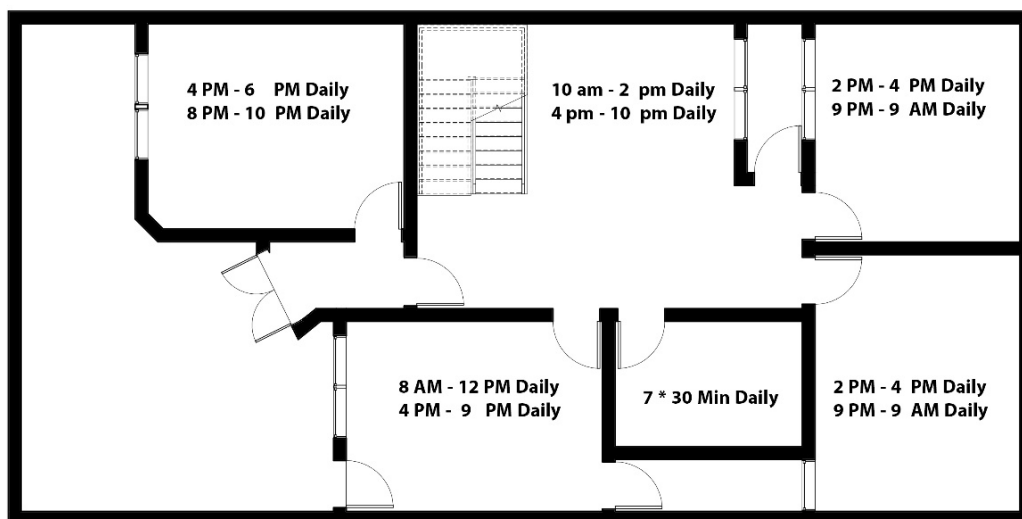 4 PM - 6 PM Daily
8 PM - 10 PM Daily
10 am - 2 pm Daily
4 pm - 10 pm Daily
2 PM - 4 PM Daily
9 PM - 9 AM Daily
8 AM - 12 PM Daily
4 PM - 9 PM Daily
7 * 30 Min Daily
2 PM - 4 PM Daily
9 PM - 9 AM Daily